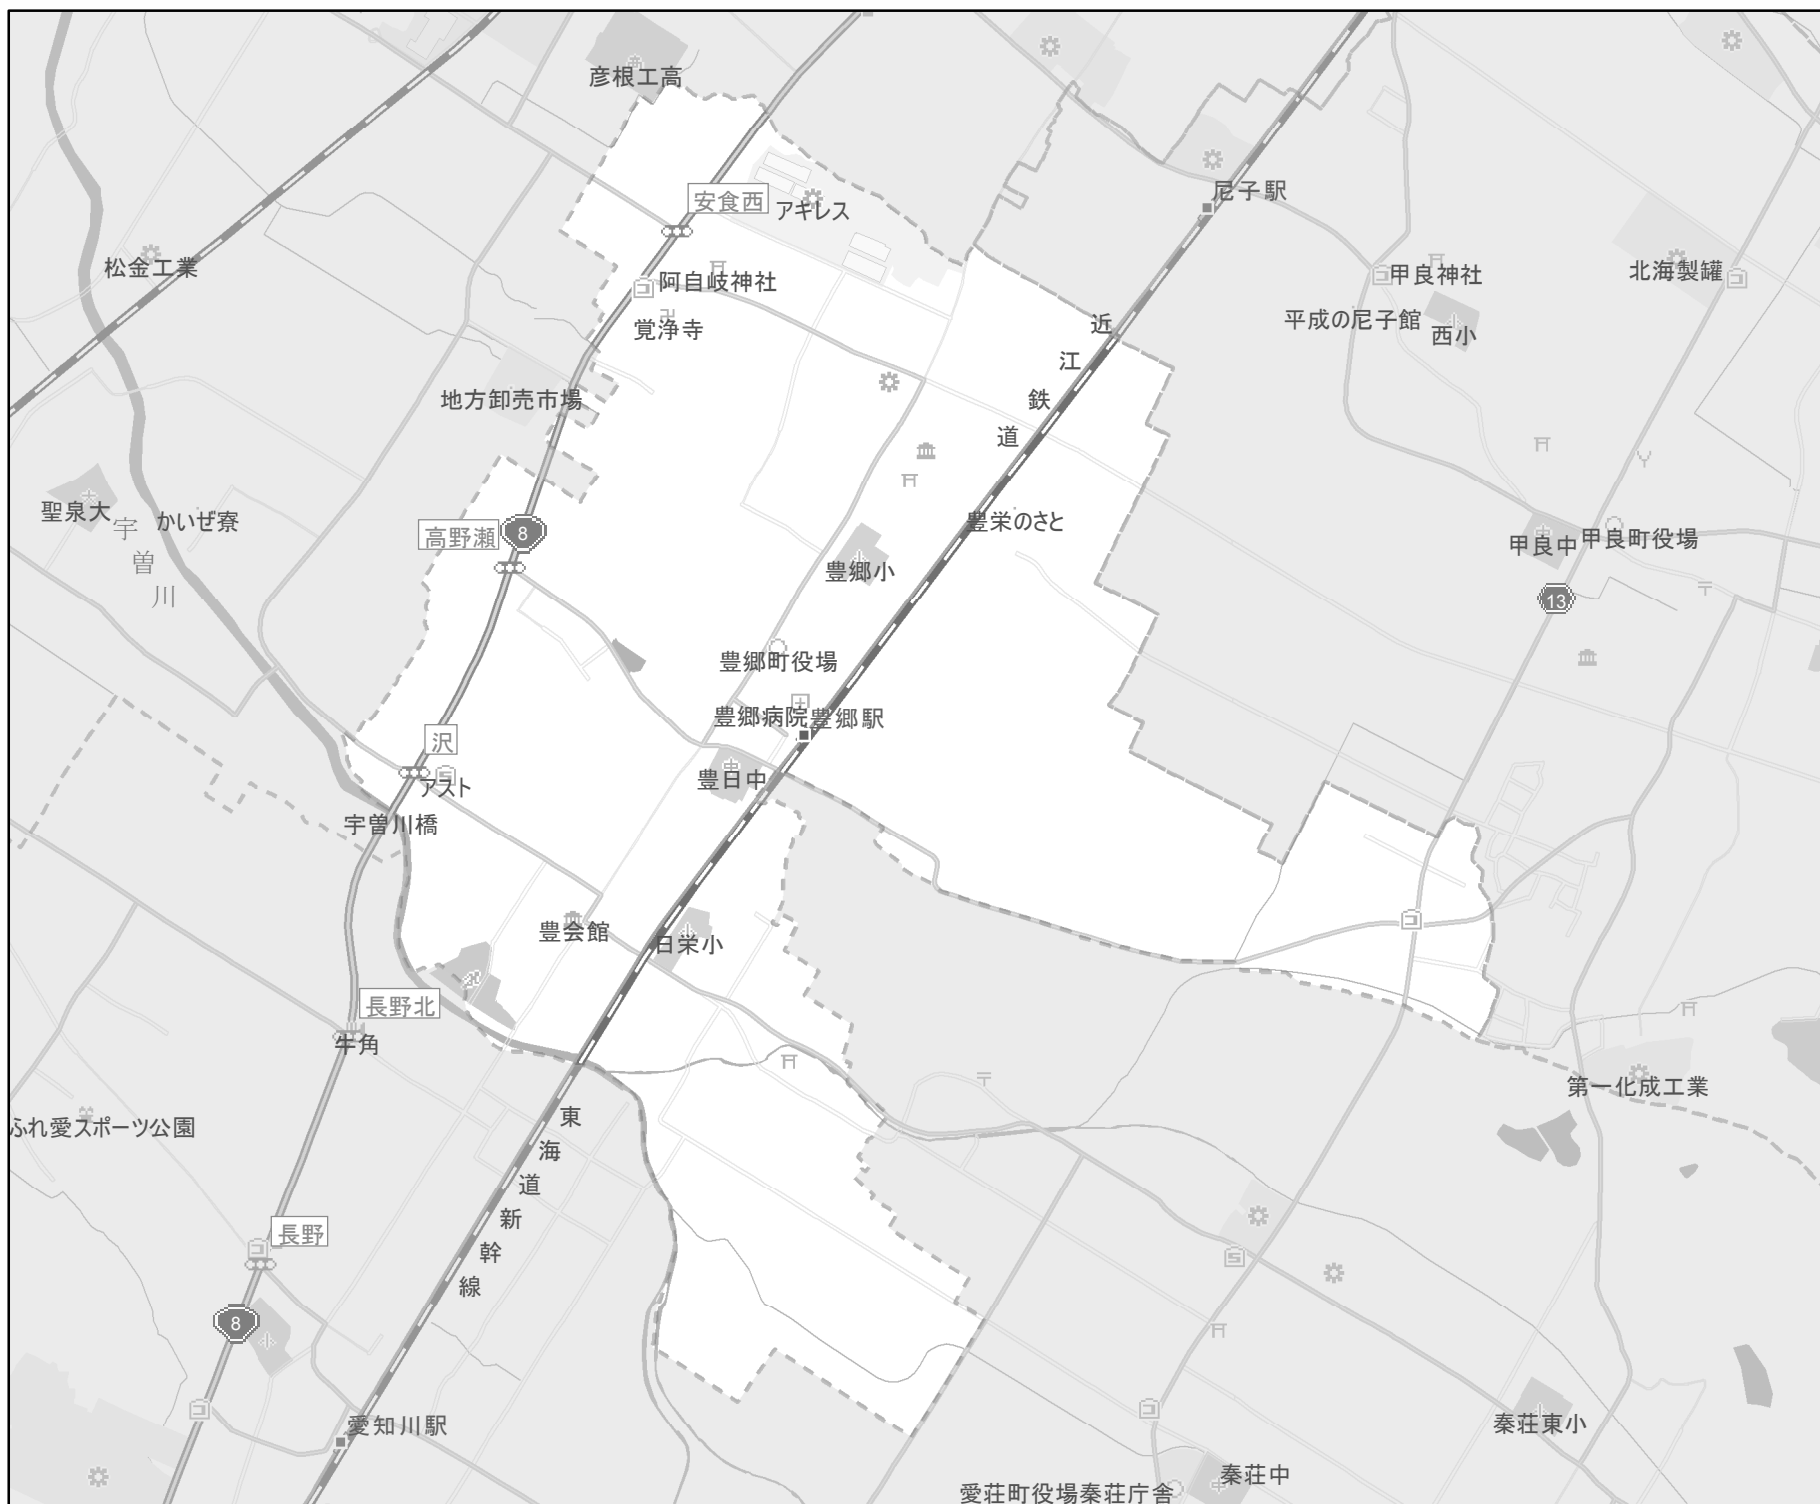 彦根工高
安食西
アキレス
尼子駅
松金工業
阿自岐神社
甲良神社
北海製罐
覚浄寺
平成の尼子館
西小
近江鉄道
地方卸売市場
聖泉大
かいぜ寮
宇曽川
高野瀬
8
豊栄のさと
豊郷小
甲良中
甲良町役場
13
豊郷町役場
豊郷病院
豊郷駅
沢
アスト
豊日中
宇曽川橋
豊会館
日栄小
長野北
牛角
第一化成工業
ふれ愛スポーツ公園
東海道新幹線
長野
8
愛知川駅
秦荘東小
秦荘中
愛荘町役場秦荘庁舎